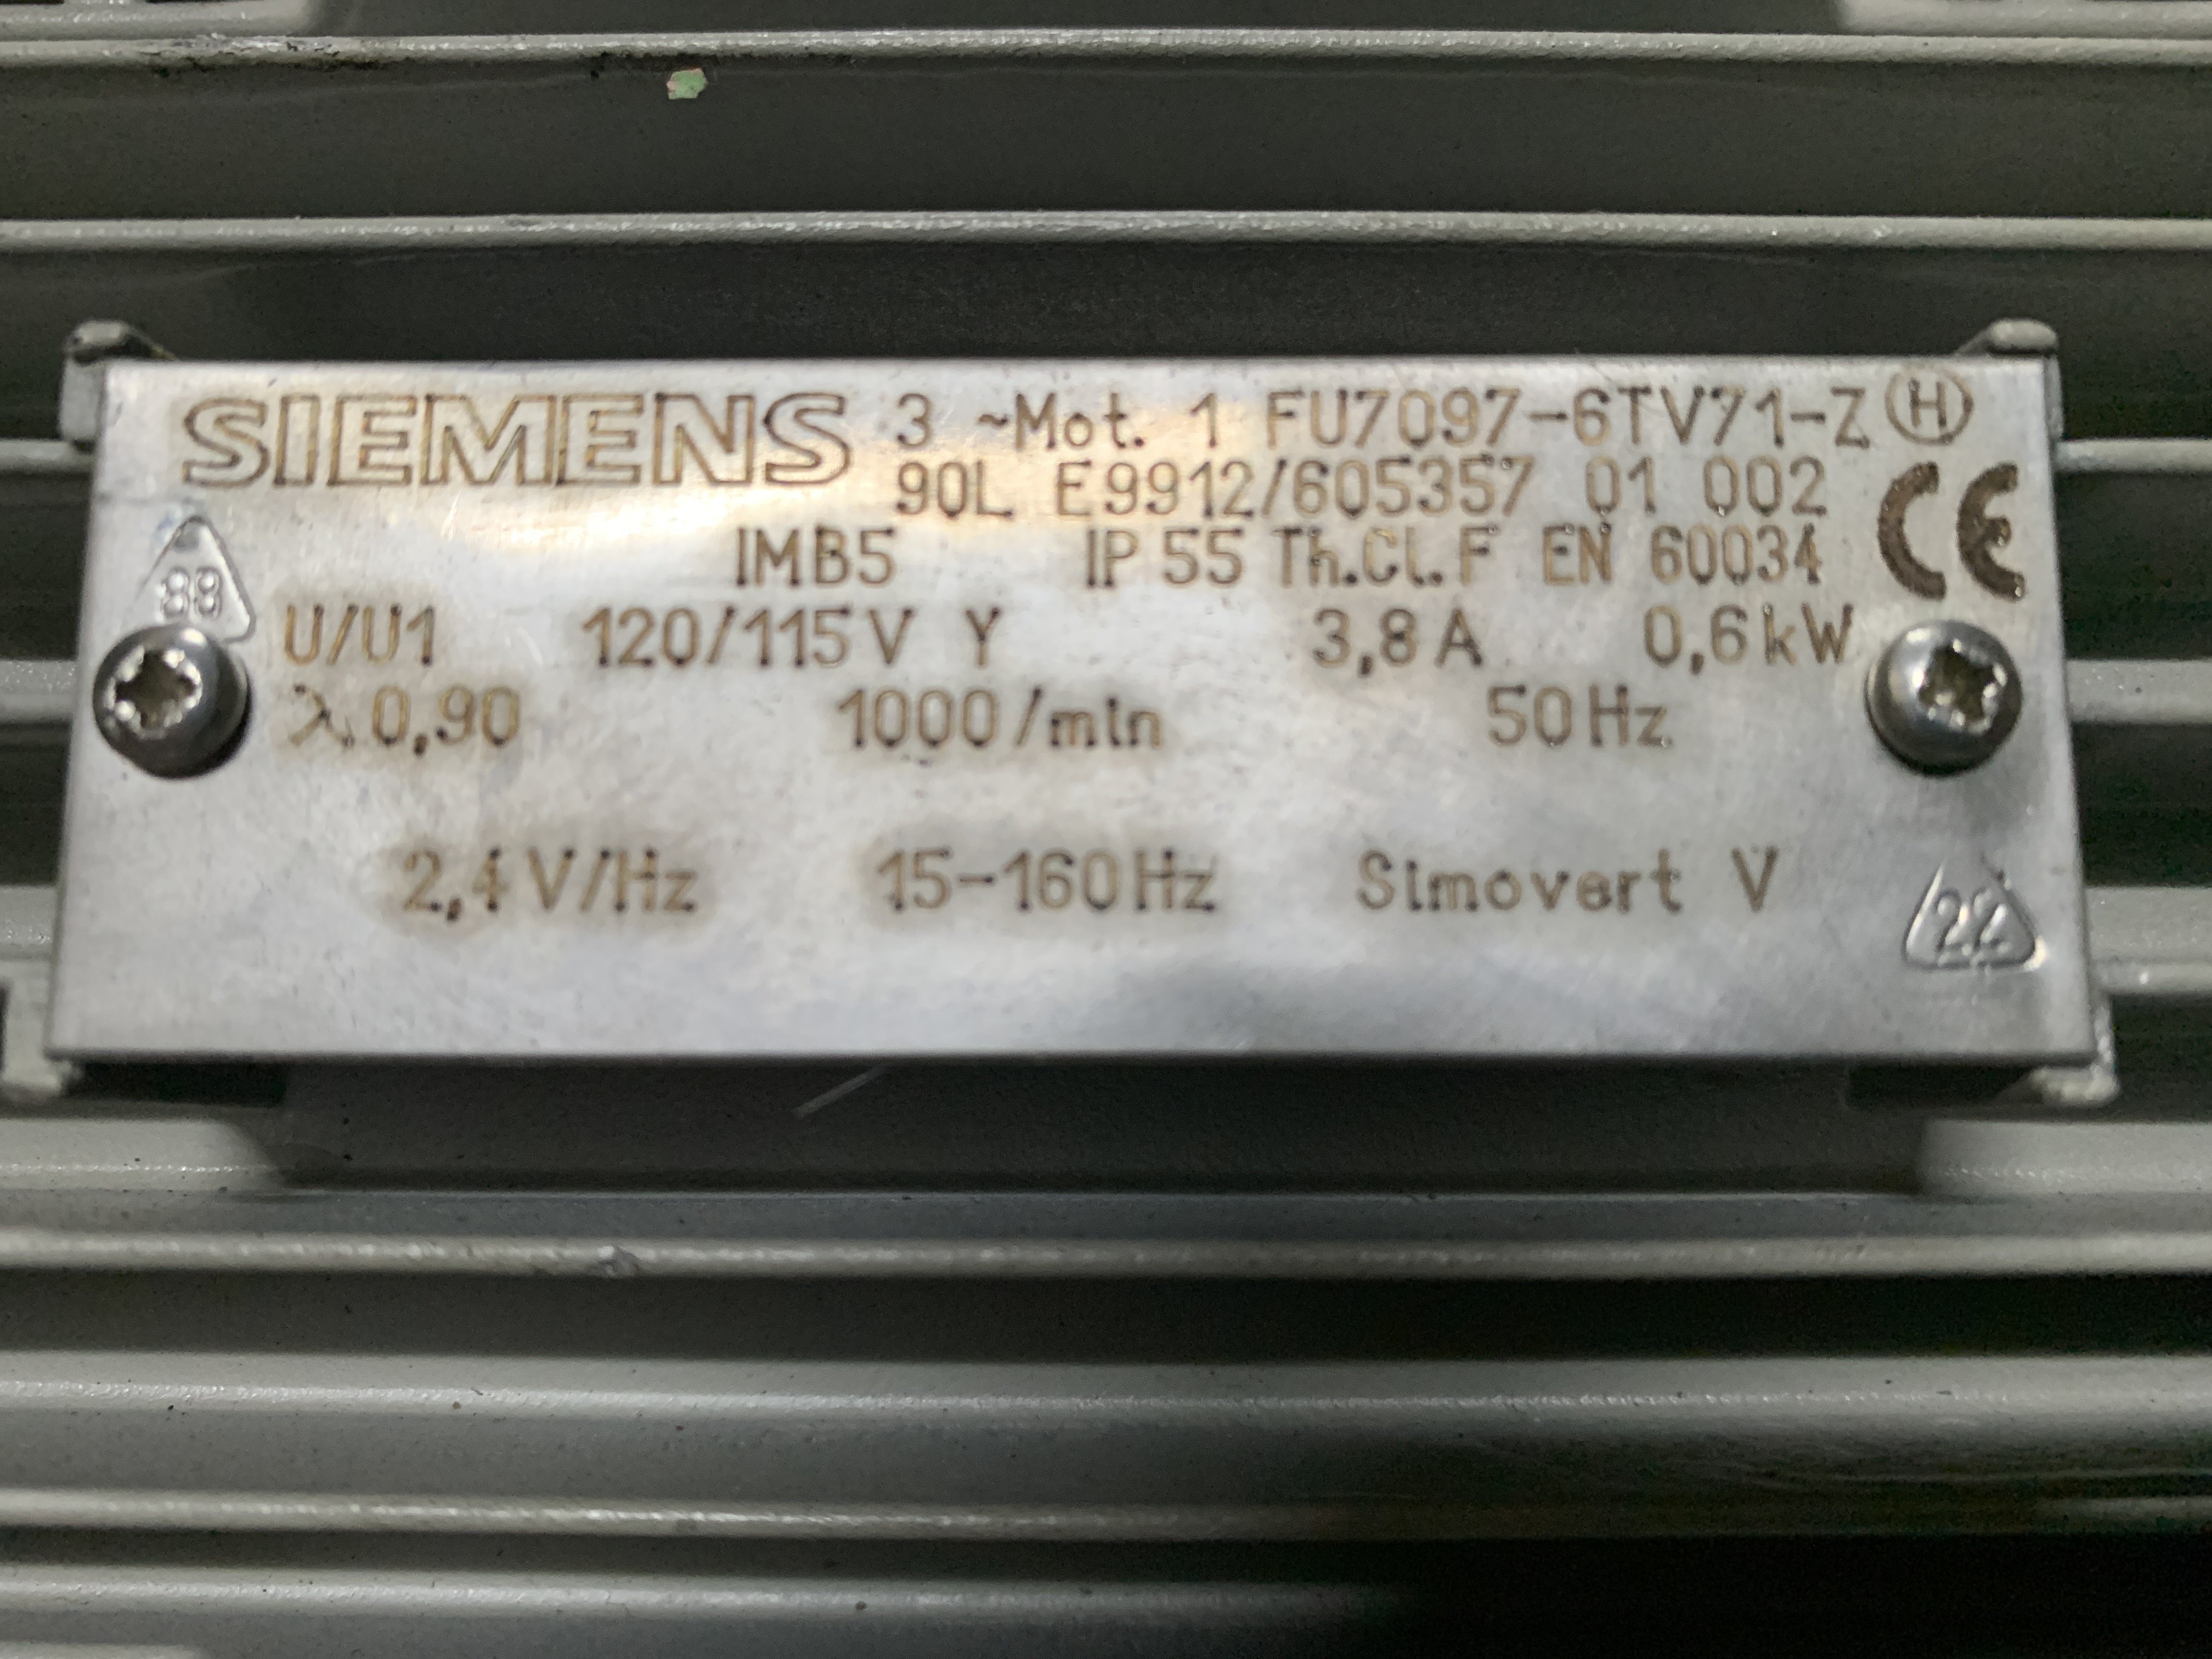 SIEMENS 3 ~Mot. 1 FU7097-6TV71-Z H
90L E9912/605357 01 002 CE
IMB5 IP 55 Th.Cl.F EN 60034
88
U/U1 120/115 V Y 3,8 A 0,6 kW
λ 0,90 1000/min 50 Hz
2,4 V/Hz 15-160 Hz Simovert V
22